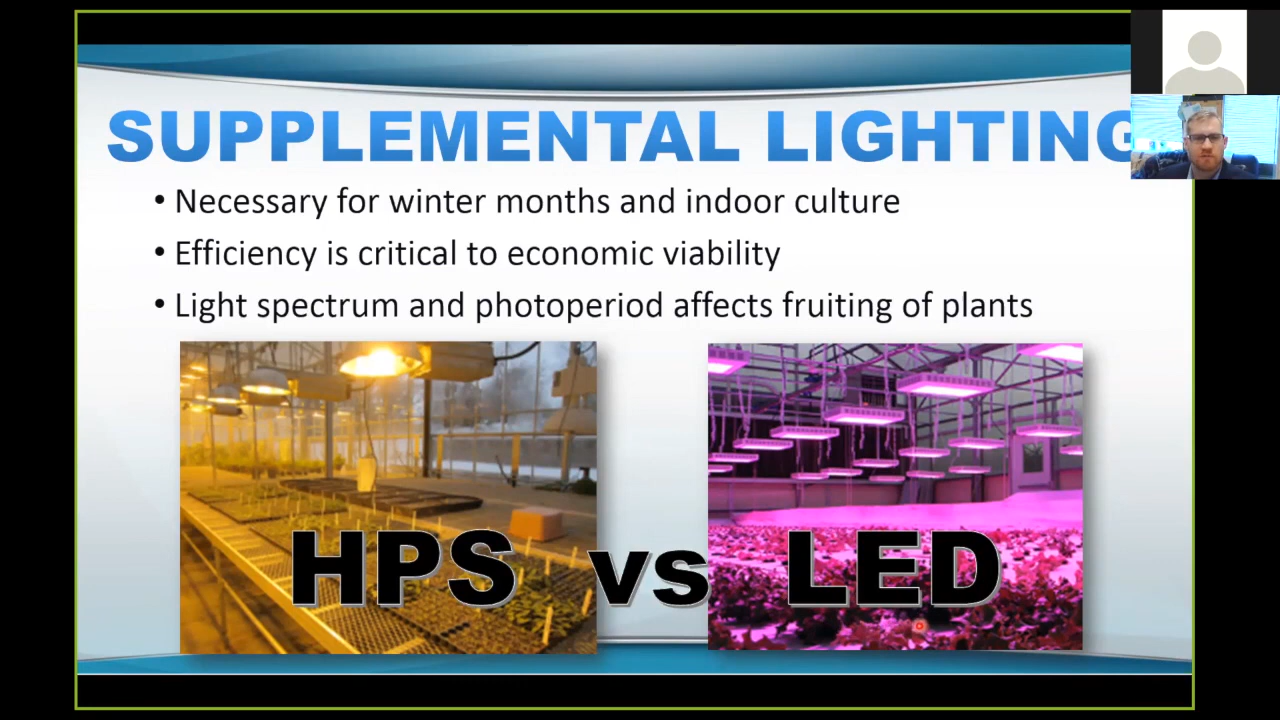 SUPPLEMENTAL LIGHTING
• Necessary for winter months and indoor culture
• Efficiency is critical to economic viability
• Light spectrum and photoperiod affects fruiting of plants
HPS vs LED